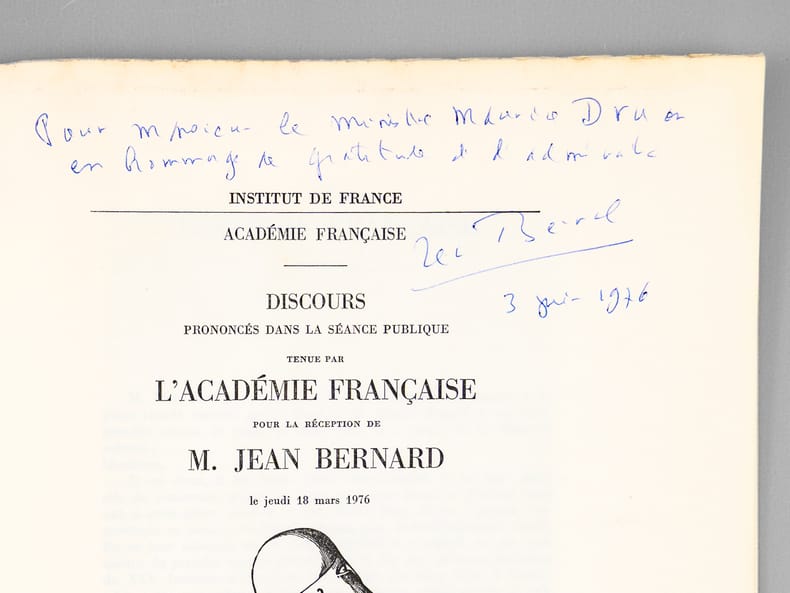 Pour Monsieur le Ministre Maurice Druon
en hommage de gratitude et d'admiration
INSTITUT DE FRANCE
ACADÉMIE FRANÇAISE
Jean Bernard
3 juin 1976
DISCOURS
PRONONCÉS DANS LA SÉANCE PUBLIQUE
TENUE PAR
L'ACADÉMIE FRANÇAISE
POUR LA RÉCEPTION DE
M. JEAN BERNARD
le jeudi 18 mars 1976